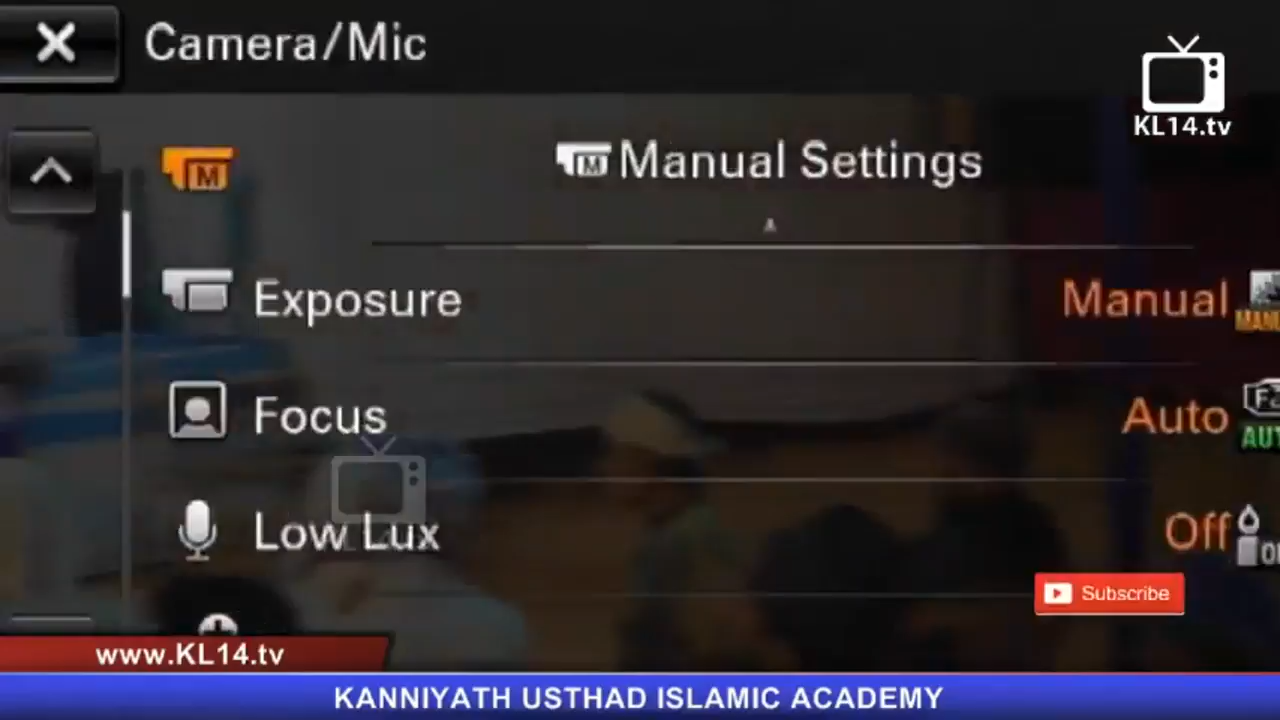 Camera/Mic
KL14.tv
M
M Manual Settings
Exposure
Manual
Focus
Auto
Low Lux
Off
Subscribe
www.KL14.tv
KANNIYATH USTHAD ISLAMIC ACADEMY